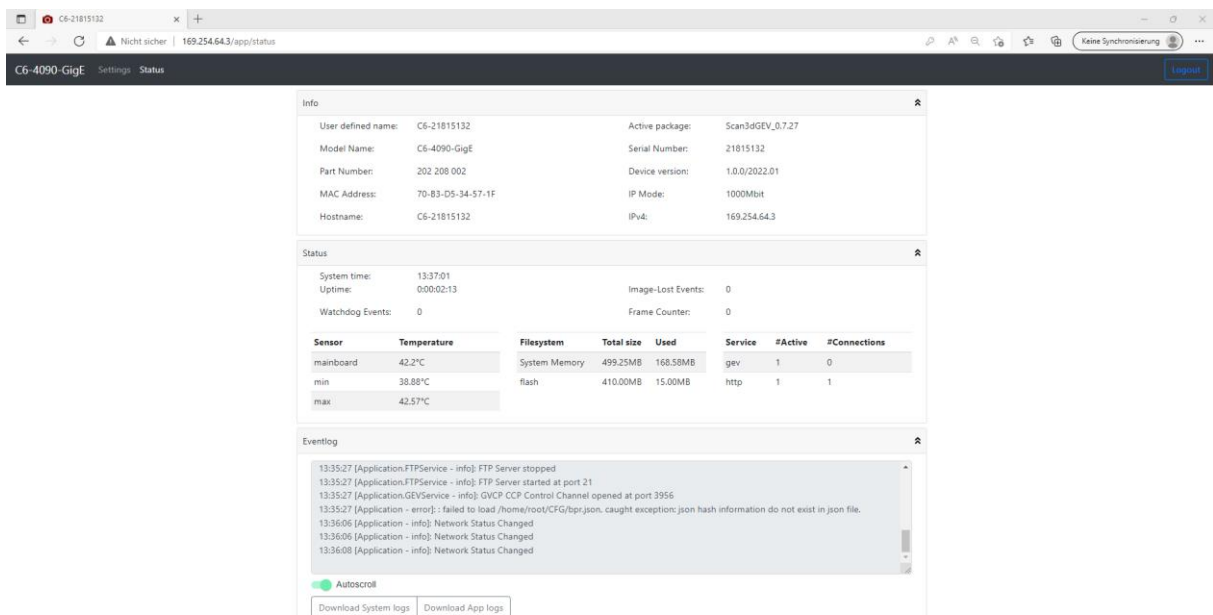 C6-21815132
Nicht sicher | 169.254.64.3/app/status
Keine Synchronisierung
C6-4090-GigE Settings Status Logout
Info
User defined name: C6-21815132 Active package: Scan3dGEV_0.7.27
Model Name: C6-4090-GigE Serial Number: 21815132
Part Number: 202 208 002 Device version: 1.0.0/2022.01
MAC Address: 70-B3-D5-34-57-1F IP Mode: 1000Mbit
Hostname: C6-21815132 IPv4: 169.254.64.3
Status
System time: 13:37:01
Uptime: 0:00:02:13 Image-Lost Events: 0
Watchdog Events: 0 Frame Counter: 0
Sensor Temperature Filesystem Total size Used Service #Active #Connections
mainboard 42.2°C System Memory 499.25MB 168.58MB gev 1 0
min 38.88°C flash 410.00MB 15.00MB http 1 1
max 42.57°C
Eventlog
13:35:27 [Application.FTPService - info]: FTP Server stopped
13:35:27 [Application.FTPService - info]: FTP Server started at port 21
13:35:27 [Application.GEVService - info]: GVCP CCP Control Channel opened at port 3956
13:35:27 [Application - error]: : failed to load /home/root/CFG/bpr.json, caught exception: json hash information do not exist in json file.
13:36:06 [Application - info]: Network Status Changed
13:36:06 [Application - info]: Network Status Changed
13:36:08 [Application - info]: Network Status Changed
Autoscroll
Download System logs Download App logs